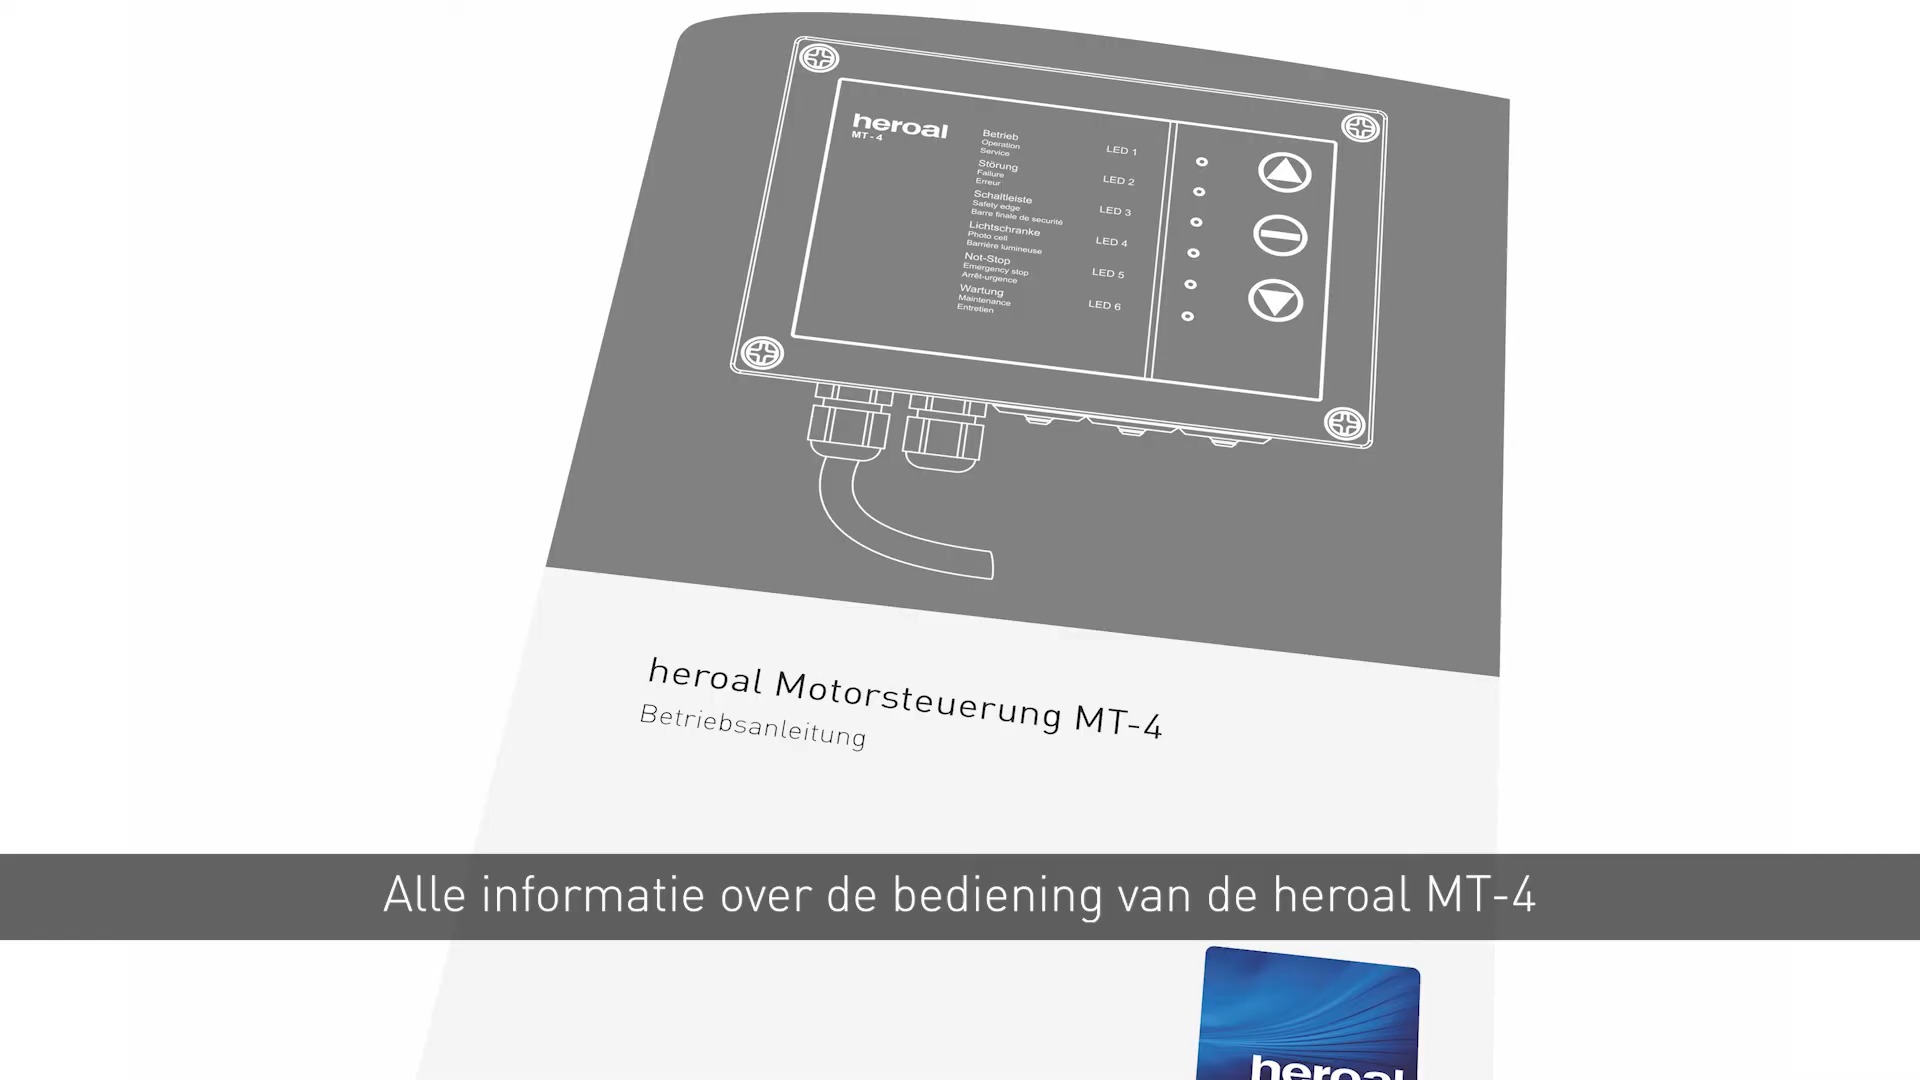 heroal
MT - 4
Betrieb
Operation
Service
LED 1
Störung
Failure
Erreur
LED 2
Schaltleiste
Safety edge
Barre finale de securité
LED 3
Lichtschranke
Photo cell
Barrière lumineuse
LED 4
Not-Stop
Emergency stop
Arrêt-urgence
LED 5
Wartung
Maintenance
Entretien
LED 6
heroal Motorsteuerung MT-4
Betriebsanleitung
Alle informatie over de bediening van de heroal MT-4
heroal